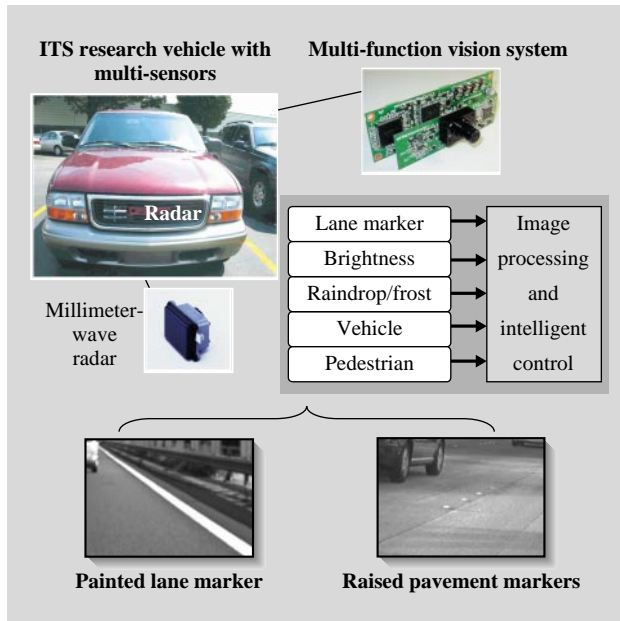 ITS research vehicle with
multi-sensors
Multi-function vision system
Radar
Millimeter-
wave
radar
Lane marker
Brightness
Raindrop/frost
Vehicle
Pedestrian
Image
processing
and
intelligent
control
Painted lane marker
Raised pavement markers